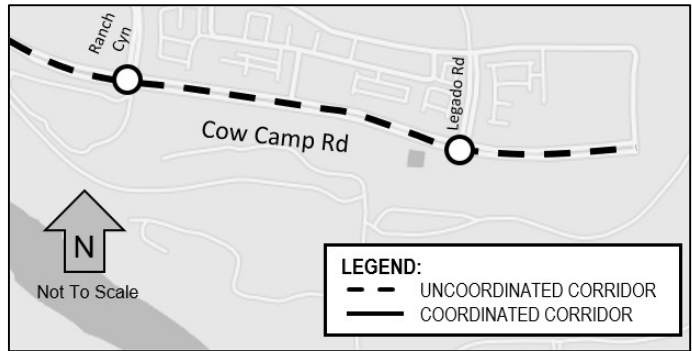 Ranch
Cyn
Legado Rd
Cow Camp Rd
N
Not To Scale
LEGEND:
UNCOORDINATED CORRIDOR
COORDINATED CORRIDOR